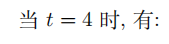 当 t = 4 时, 有: